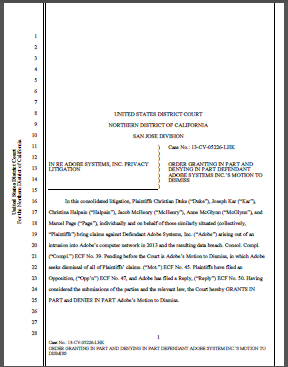 1
2
3
4
5
6
7
8
UNITED STATES DISTRICT COURT
9
NORTHERN DISTRICT OF CALIFORNIA
10
SAN JOSE DIVISION
11
Case No.: 13-CV-05226-LHK
12
IN RE ADOBE SYSTEMS, INC. PRIVACY
ORDER GRANTING IN PART AND
13
LITIGATION
DENYING IN PART DEFENDANT
ADOBE SYSTEMS INC.'S MOTION TO
14
DISMISS
15
United States District Court
For the Northern District of California
16
In this consolidated litigation, Plaintiffs Christian Duke ("Duke"), Joseph Kar ("Kar"),
17
Christina Halpain ("Halpain"), Jacob McHenry ("McHenry"), Anne McGlynn ("McGlynn"), and
18
Marcel Page ("Page"), individually and on behalf of those similarly situated (collectively,
19
"Plaintiffs") bring claims against Defendant Adobe Systems, Inc. ("Adobe") arising out of an
20
intrusion into Adobe's computer network in 2013 and the resulting data breach. Consol. Compl.
21
("Compl.") ECF No. 39. Pending before the Court is Adobe's Motion to Dismiss, in which Adobe
22
seeks dismissal of all of Plaintiffs' claims. ("Mot.") ECF No. 45. Plaintiffs have filed an
23
Opposition, ("Opp'n") ECF No. 47, and Adobe has filed a Reply, ("Reply") ECF No. 50. Having
24
considered the submissions of the parties and the relevant law, the Court hereby GRANTS IN
25
PART and DENIES IN PART Adobe's Motion to Dismiss.
26
27
28
1
Case No.: 13-CV-05226-LHK
ORDER GRANTING IN PART AND DENYING IN PART DEFENDANT ADOBE SYSTEM INC.'S MOTION TO
DISMISS